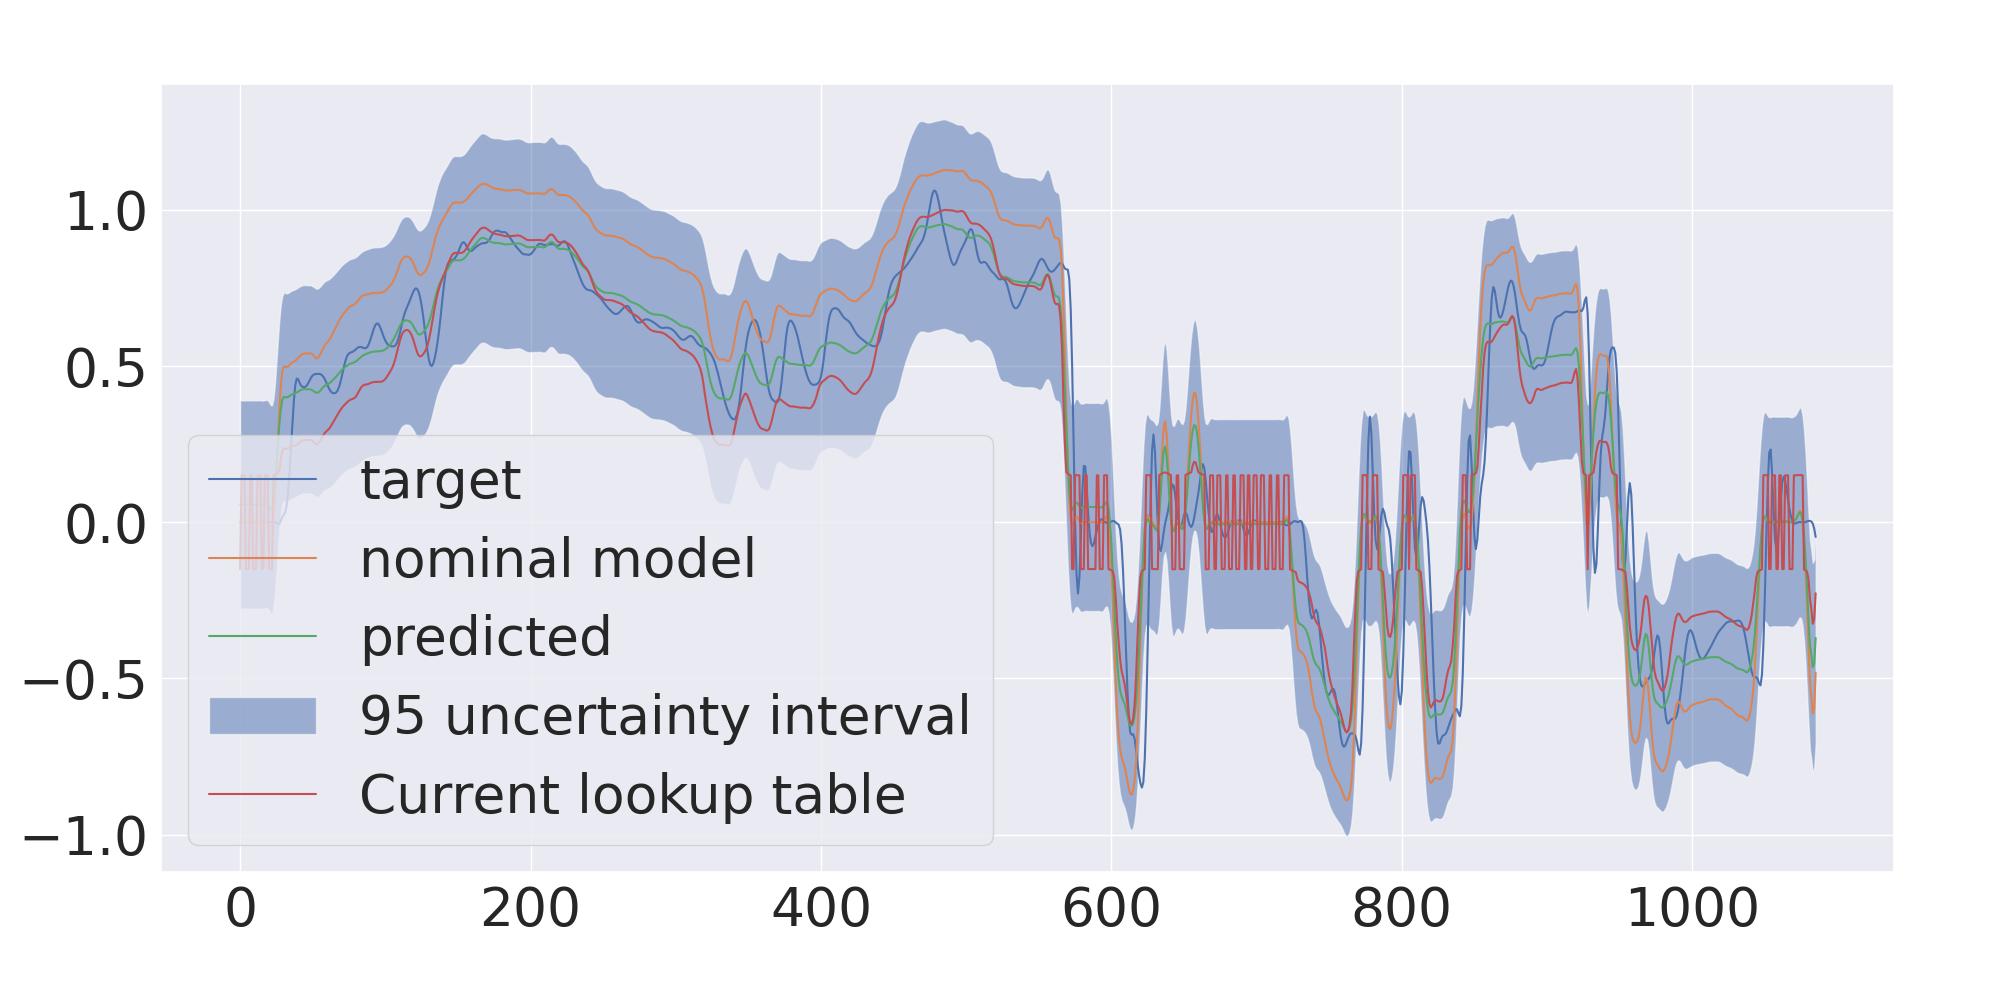 1.0
0.5
0.0
−0.5
−1.0
target
nominal model
predicted
95 uncertainty interval
Current lookup table
0 200 400 600 800 1000